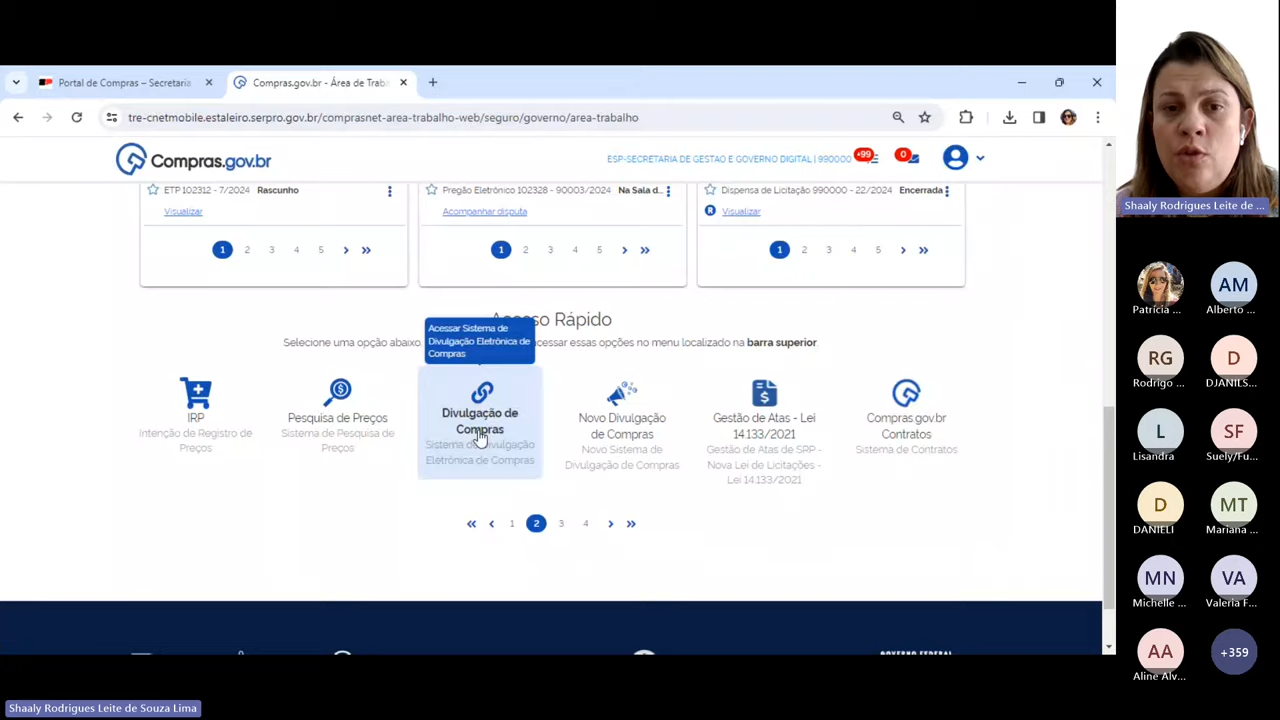 Portal de Compras – Secretaria
Compras.gov.br - Área de Trab
tre-cnetmobile.estaleiro.serpro.gov.br/comprasnet-area-trabalho-web/seguro/governo/area-trabalho
Compras.gov.br
ESP-SECRETARIA DE GESTAO E GOVERNO DIGITAL | 990000
+99
0
ETP 102312 - 7/2024 Rascunho
Visualizar
1 2 3 4 5
Pregão Eletrônico 102328 - 90003/2024 Na Sala d...
Acompanhar disputa
1 2 3 4 5
Dispensa de Licitação 990000 - 22/2024 Encerrada
R Visualizar
1 2 3 4 5
so Rápido
Selecione uma opção abaixo. cessar essas opções no menu localizado na barra superior.
Acessar Sistema de
Divulgação Eletrônica de
Compras
IRP
Intenção de Registro de
Preços
Pesquisa de Preços
Sistema de Pesquisa de
Preços
Divulgação de
Compras
Sistema de Divulgação
Eletrônica de Compras
Novo Divulgação
de Compras
Novo Sistema de
Divulgação de Compras
Gestão de Atas - Lei
14.133/2021
Gestão de Atas de SRP -
Nova Lei de Licitações -
Lei 14.133/2021
Compras.gov.br
Contratos
Sistema de Contratos
1 2 3 4
Shaaly Rodrigues Leite de Souza Lima
Shaaly Rodrigues Leite de ...
Patrícia ...
AM
Alberto ...
RG
Rodrigo ...
D
DJANILS...
L
Lisandra
SF
Suely/Fu...
D
DANIELI
MT
Mariana ...
MN
Michelle ...
VA
Valeria F...
AA
Aline Alv...
+359